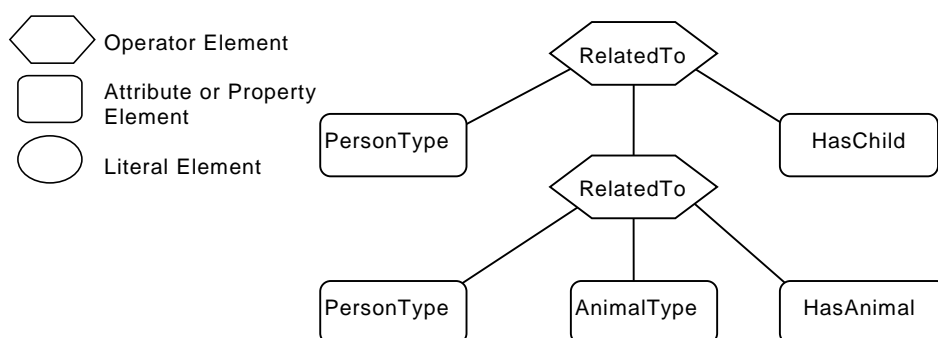 Operator Element
Attribute or Property
Element
Literal Element
RelatedTo
PersonType
HasChild
RelatedTo
PersonType
AnimalType
HasAnimal